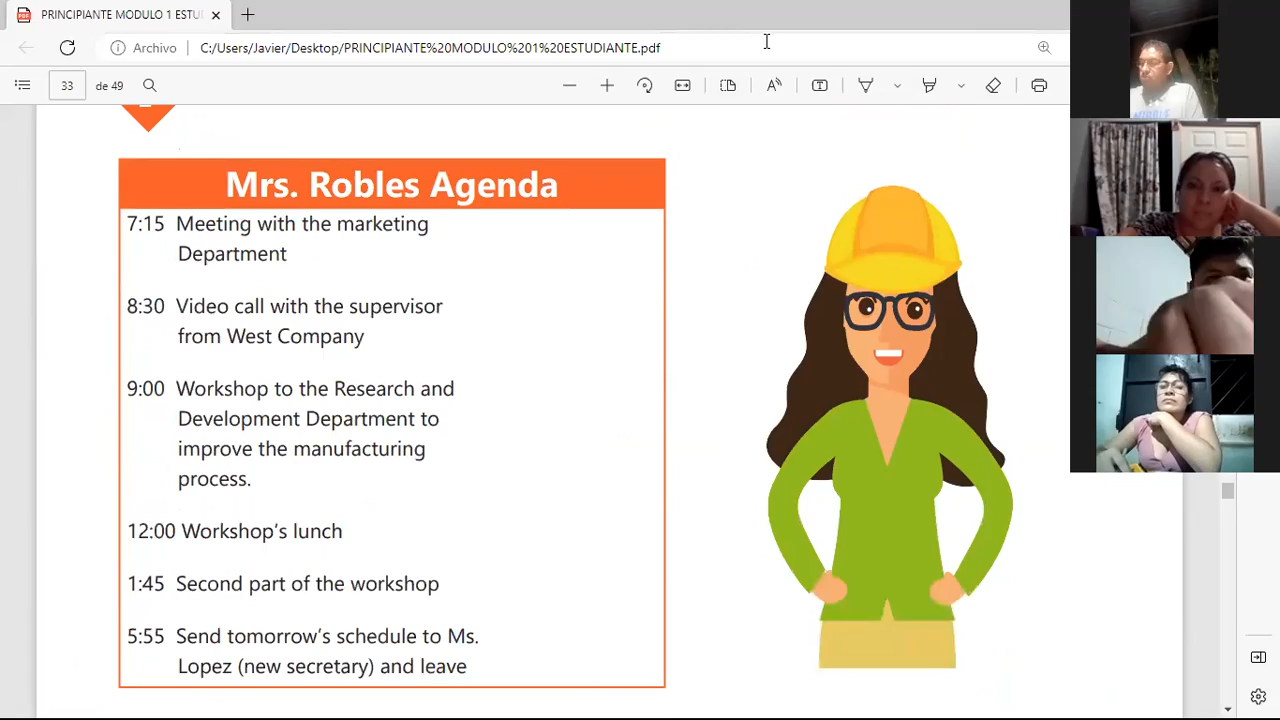 PRINCIPIANTE MODULO 1 ESTU
Archivo
C:/Users/Javier/Desktop/PRINCIPIANTE%20MODULO%201%20ESTUDIANTE.pdf
33 de 49
Mrs. Robles Agenda
7:15 Meeting with the marketing
Department
8:30 Video call with the supervisor
from West Company
9:00 Workshop to the Research and
Development Department to
improve the manufacturing
process.
12:00 Workshop's lunch
1:45 Second part of the workshop
5:55 Send tomorrow's schedule to Ms.
Lopez (new secretary) and leave